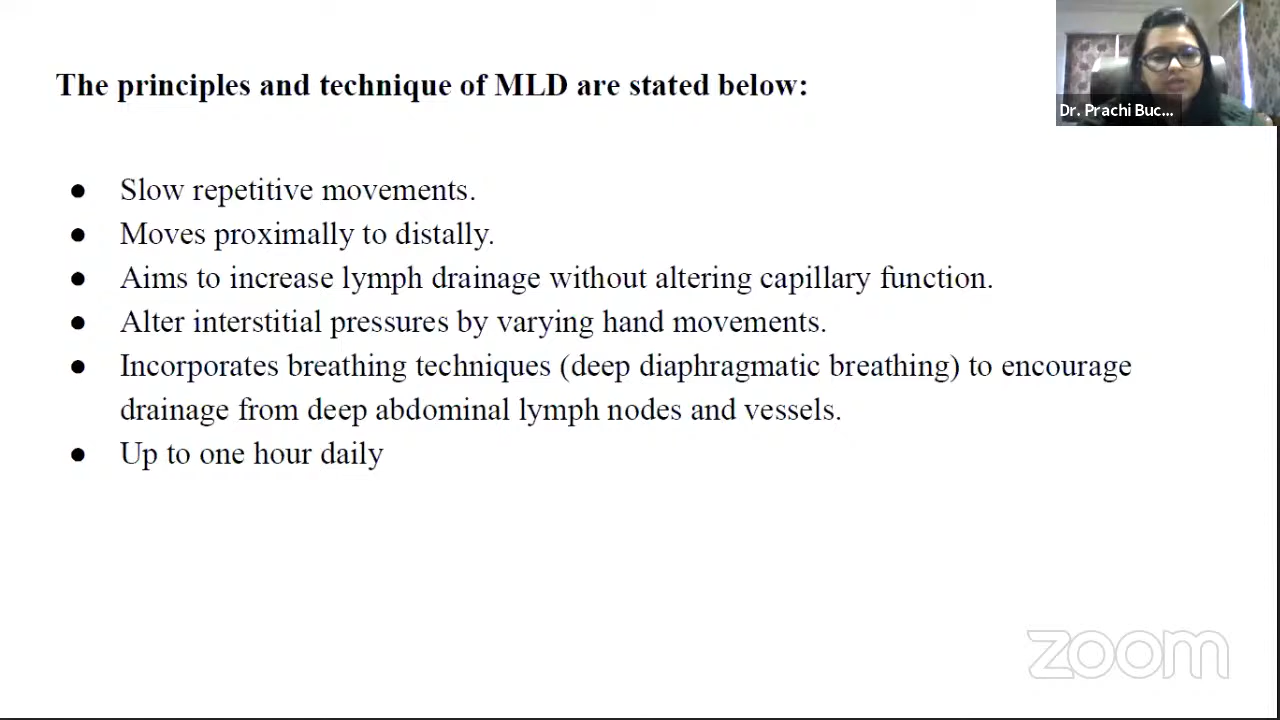 The principles and technique of MLD are stated below:
Dr. Prachi Buc...
● Slow repetitive movements.
● Moves proximally to distally.
● Aims to increase lymph drainage without altering capillary function.
● Alter interstitial pressures by varying hand movements.
● Incorporates breathing techniques (deep diaphragmatic breathing) to encourage
drainage from deep abdominal lymph nodes and vessels.
● Up to one hour daily
zoom